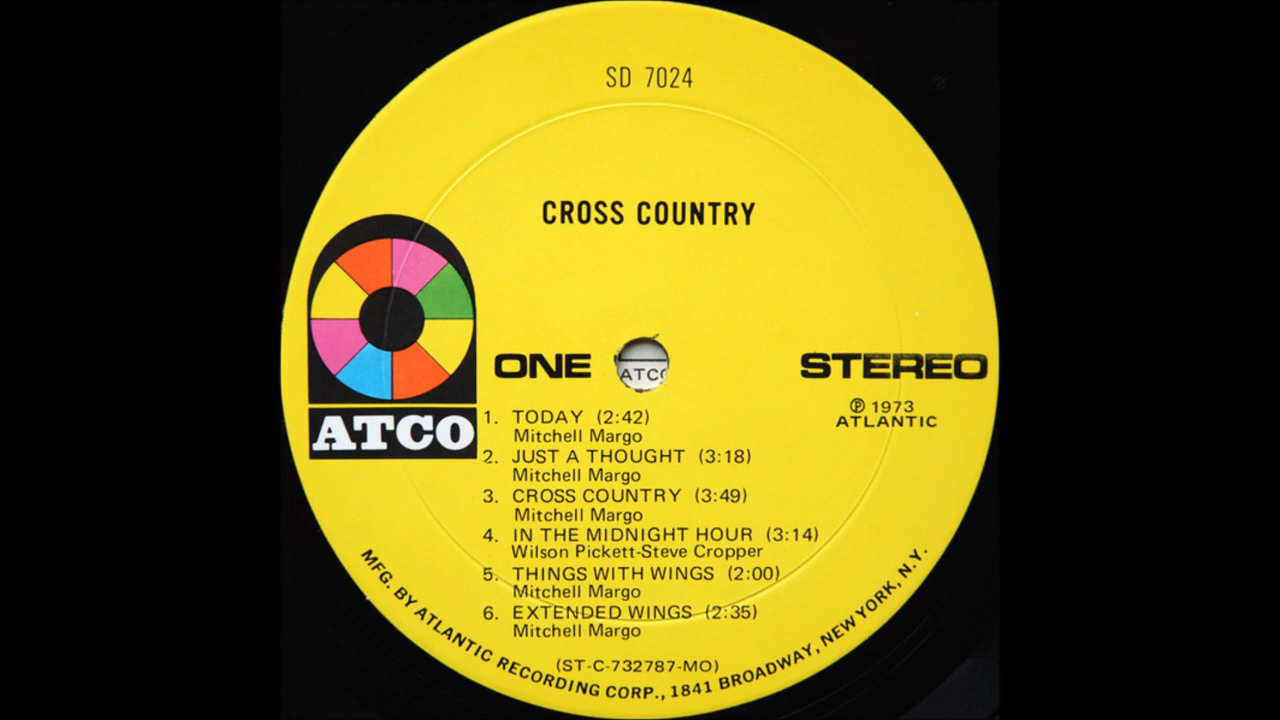 SD 7024
CROSS COUNTRY
ONE
ATCO
STEREO
℗ 1973
ATLANTIC
ATCO
1. TODAY (2:42)
Mitchell Margo
2. JUST A THOUGHT (3:18)
Mitchell Margo
3. CROSS COUNTRY (3:49)
Mitchell Margo
4. IN THE MIDNIGHT HOUR (3:14)
Wilson Pickett-Steve Cropper
5. THINGS WITH WINGS (2:00)
Mitchell Margo
6. EXTENDED WINGS (2:35)
Mitchell Margo
(ST-C-732787-MO)
MFG. BY ATLANTIC RECORDING CORP., 1841 BROADWAY, NEW YORK, N.Y.